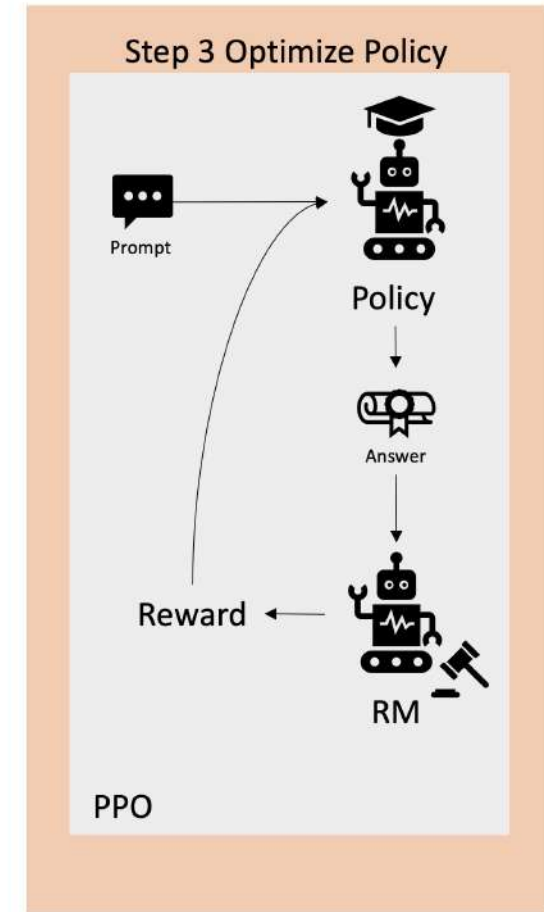 Step 3 Optimize Policy
Prompt
Policy
Answer
Reward
RM
PPO